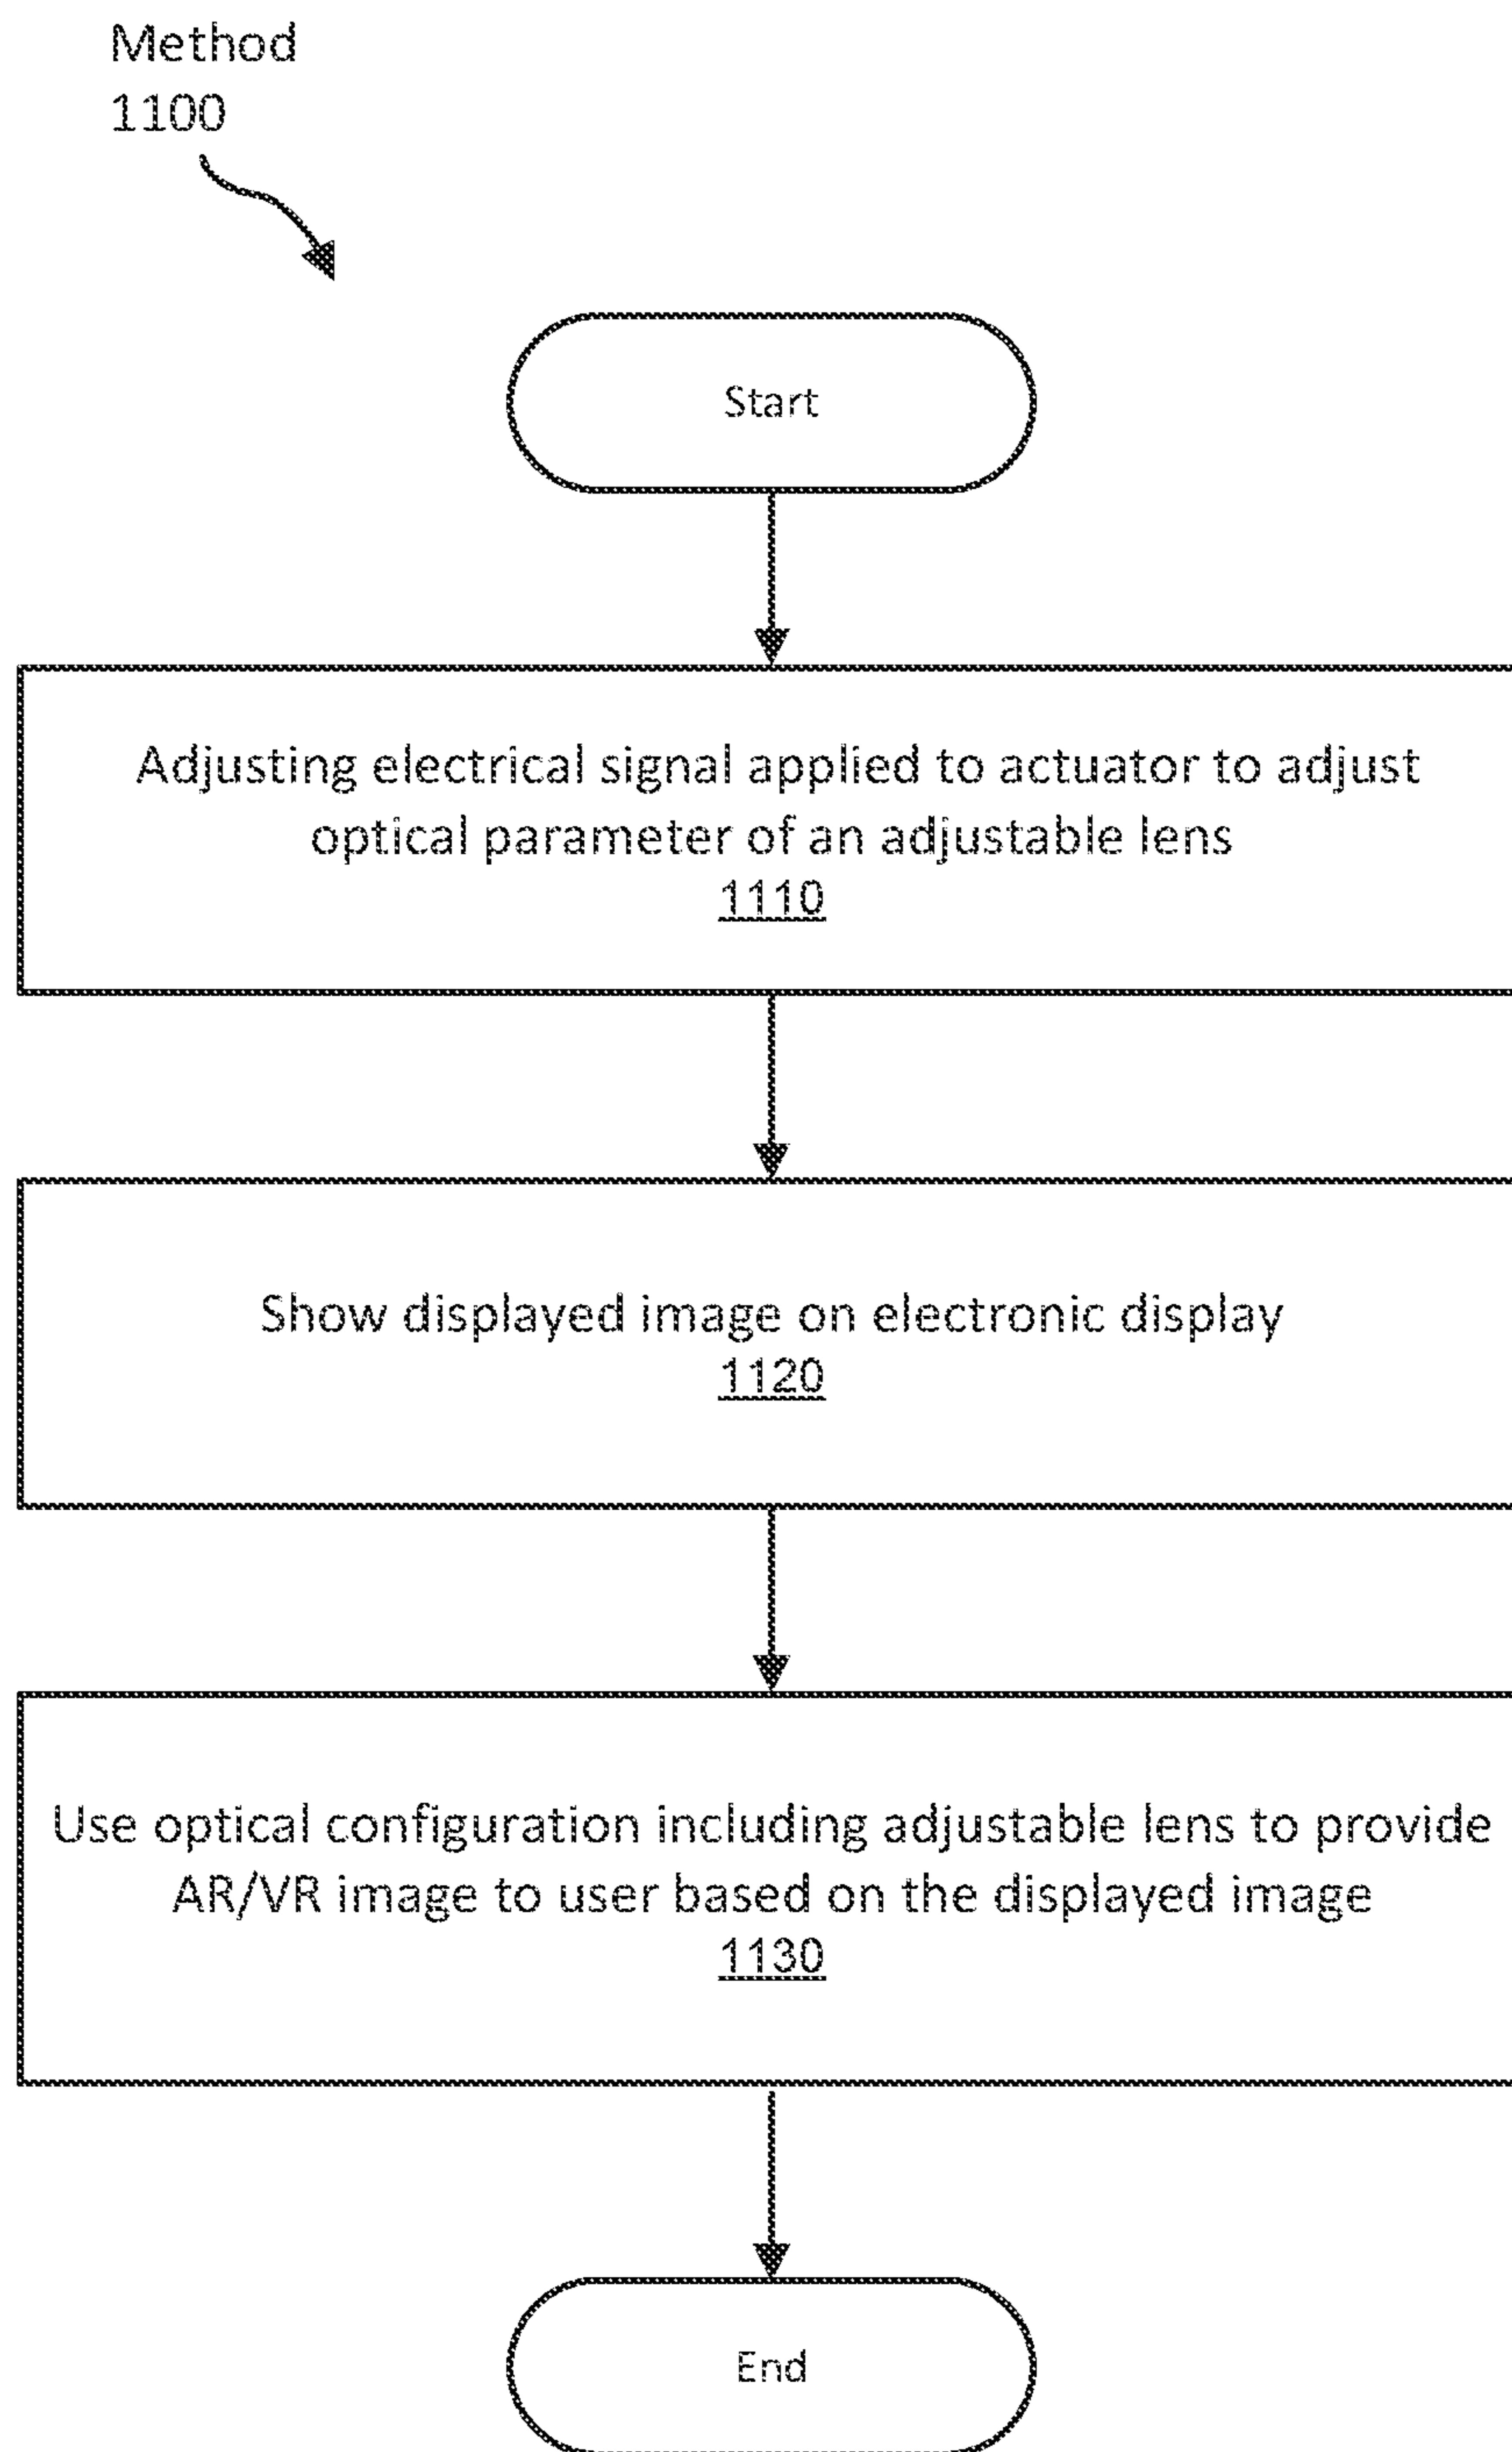 Method
1100
Start
Adjusting electrical signal applied to actuator to adjust
optical parameter of an adjustable lens
1110
Show displayed image on electronic display
1120
Use optical configuration including adjustable lens to provide
AR/VR image to user based on the displayed image
1130
End